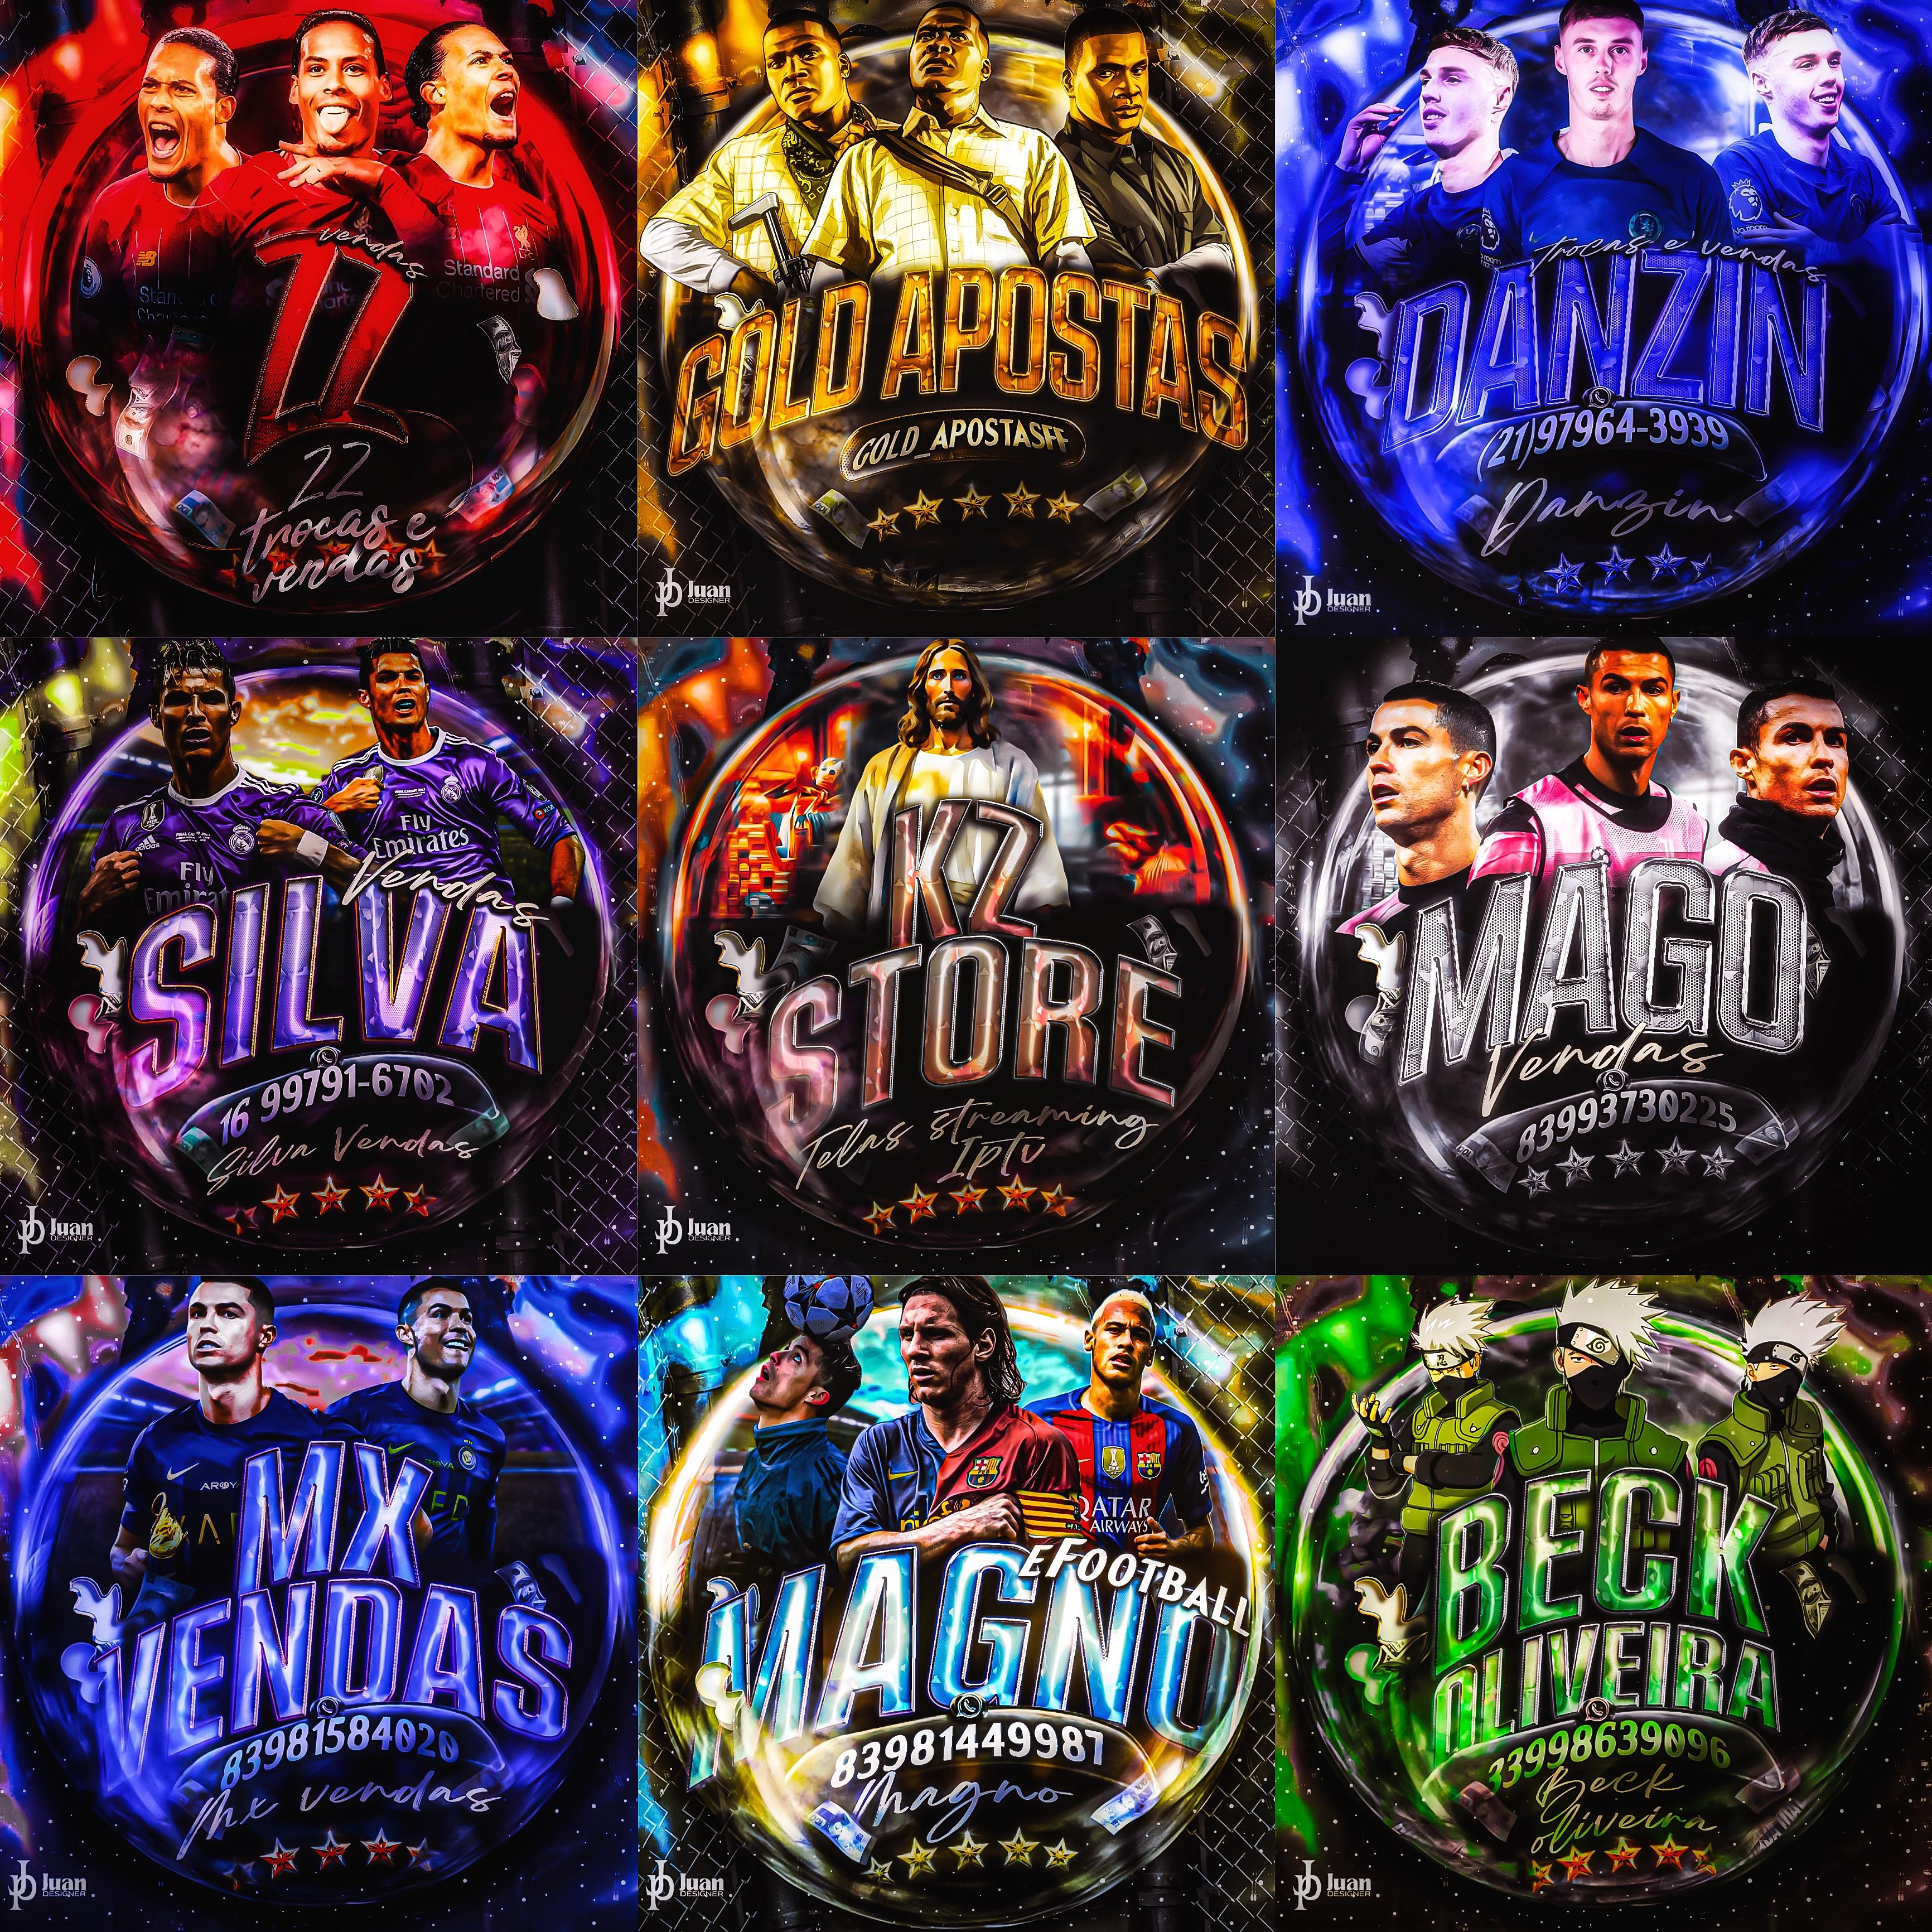 Standard
Chartered
vendas
22
trocas e
vendas
GOLD APOSTAS
GOLD_APOSTASFF
Juan
DESIGNER
Trocas e vendas
DANZIN
(21)97964-3939
Danzin
Juan
DESIGNER
Fly
Emirates
Fly
Vendas
SILVA
16 99791-6702
Silva Vendas
Juan
DESIGNER
KZ
STORE
Telas streaming
Iptv
Juan
DESIGNER
MAGO
Vendas
83993730225
MX
VENDAS
83981584020
Mx vendas
Juan
DESIGNER
QATAR
AIRWAYS
EFOOTBALL
MAGNO
83981449987
Magno
Juan
DESIGNER
BECK
OLIVEIRA
33998639096
Beck
Oliveira
Juan
DESIGNER